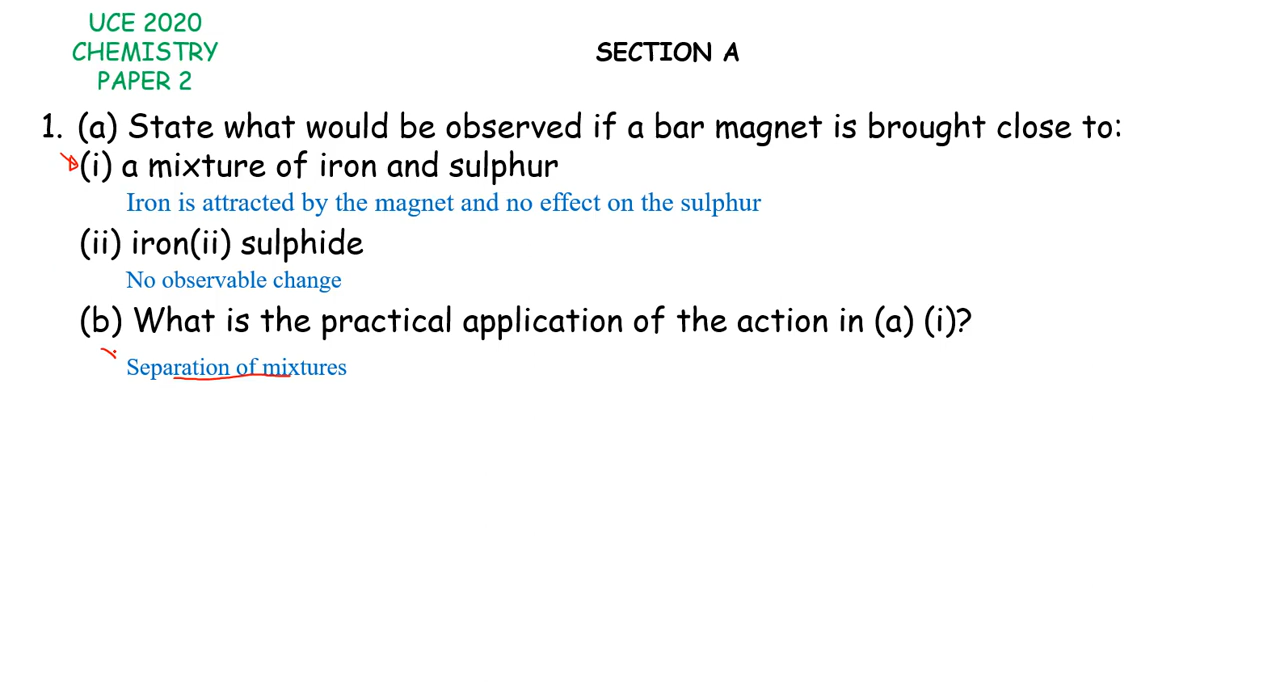 UCE 2020
CHEMISTRY
PAPER 2
SECTION A
1. (a) State what would be observed if a bar magnet is brought close to:
(i) a mixture of iron and sulphur
Iron is attracted by the magnet and no effect on the sulphur
(ii) iron(ii) sulphide
No observable change
(b) What is the practical application of the action in (a) (i)?
Separation of mixtures